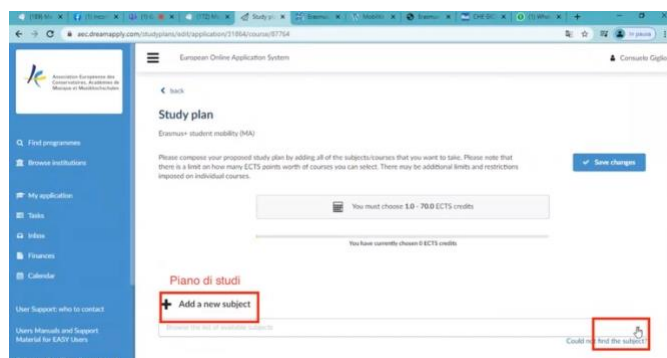 aec.dreamapply.com/studyplans/edit/application/51864/course/87764
European Online Application System
Consuelo Giglio
Association Européenne des
Conservatoires, Académies de
Musique et Musikhochschulen
back
Study plan
Erasmus+ student mobility (MA)
Please compose your proposed study plan by adding all of the subjects/courses that you want to take. Please note that
there is a limit on how many ECTS points worth of courses you can select. There may be additional limits and restrictions
imposed on individual courses.
Save changes
You must choose 1.0 - 70.0 ECTS credits
You have currently chosen 0 ECTS credits
Find programmes
Browse institutions
My application
Tasks
Inbox
Finances
Calendar
User Support: who to contact
Users Manuals and Support
Material for EASY Users
Piano di studi
Add a new subject
Browse the list of available subjects
Could not find the subject?